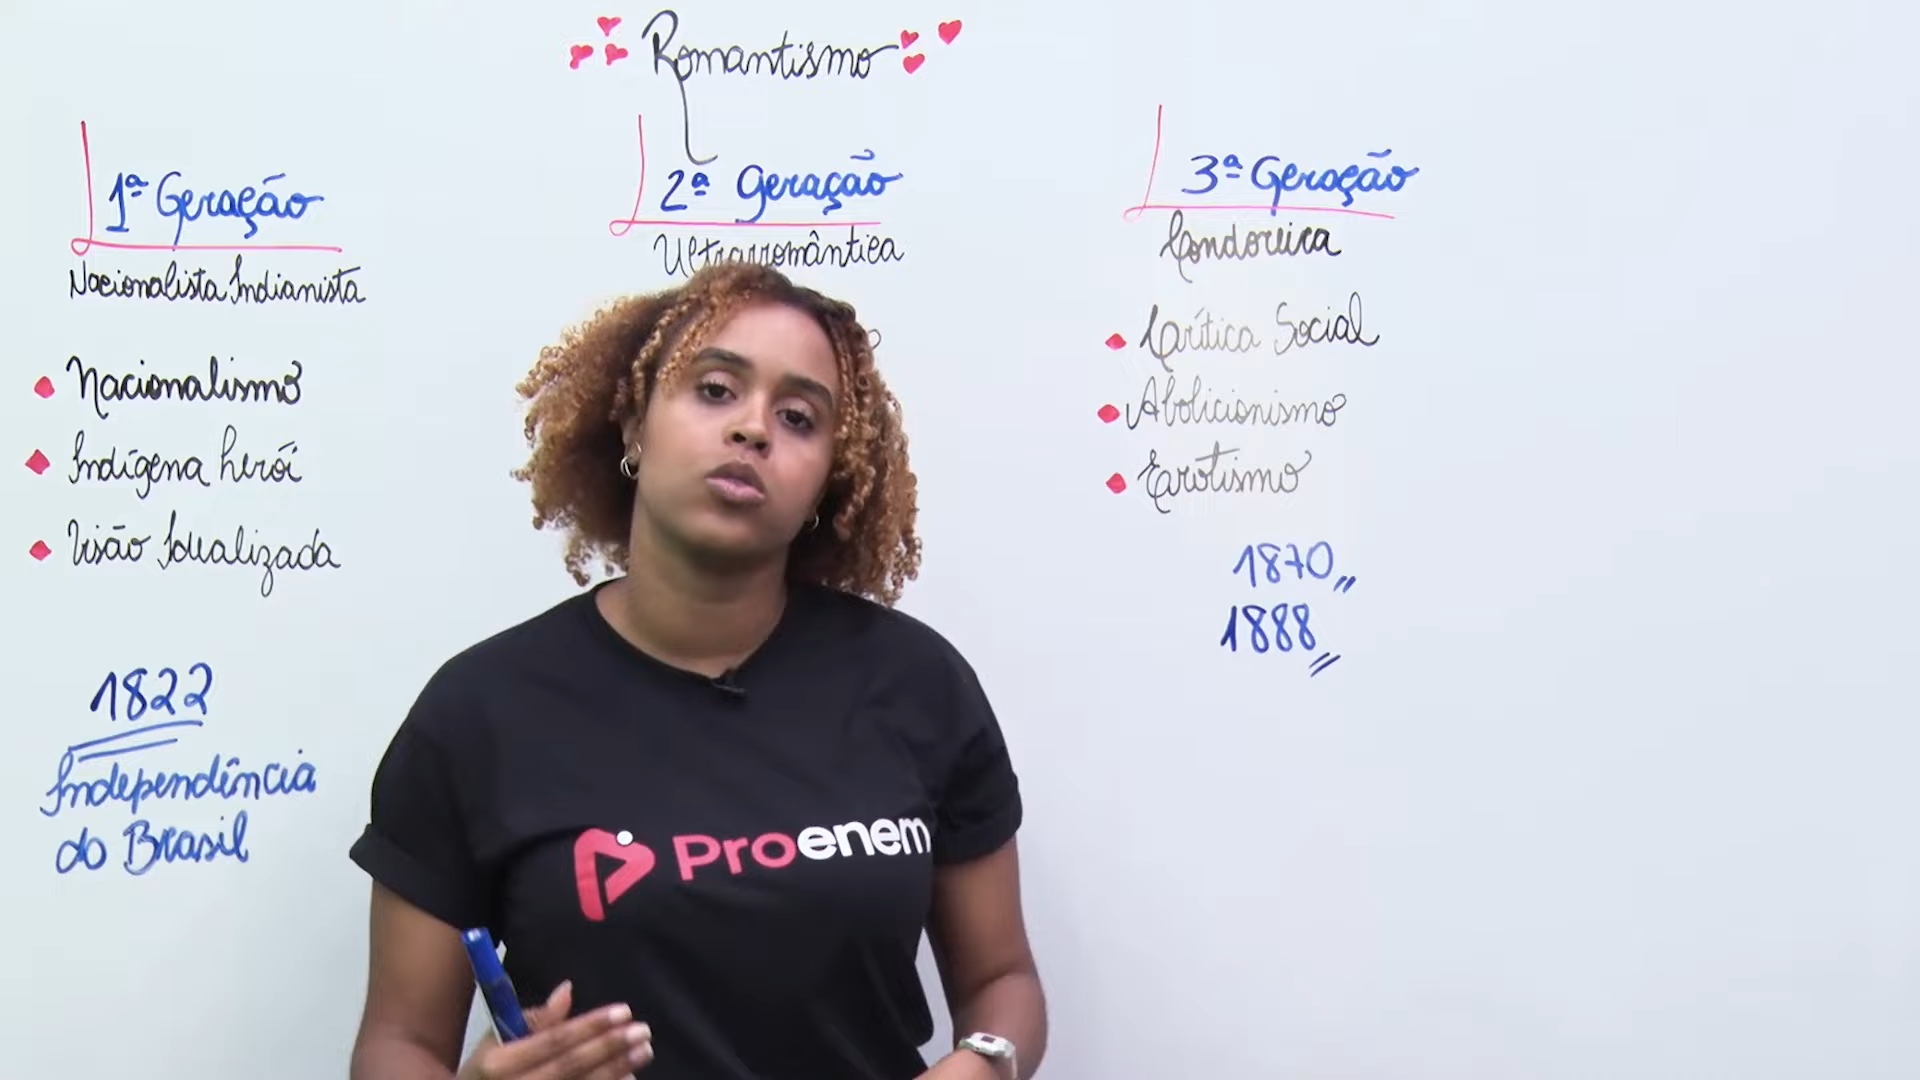 Romantismo
1ª Geração
Nacionalista Indianista
Nacionalismo
Indígena herói
Visão Idealizada
1822
Independência
do Brasil
2ª Geração
Ultrarromântica
3ª Geração
Condoreira
Crítica Social
Abolicionismo
Erotismo
1870
1888
Proenem